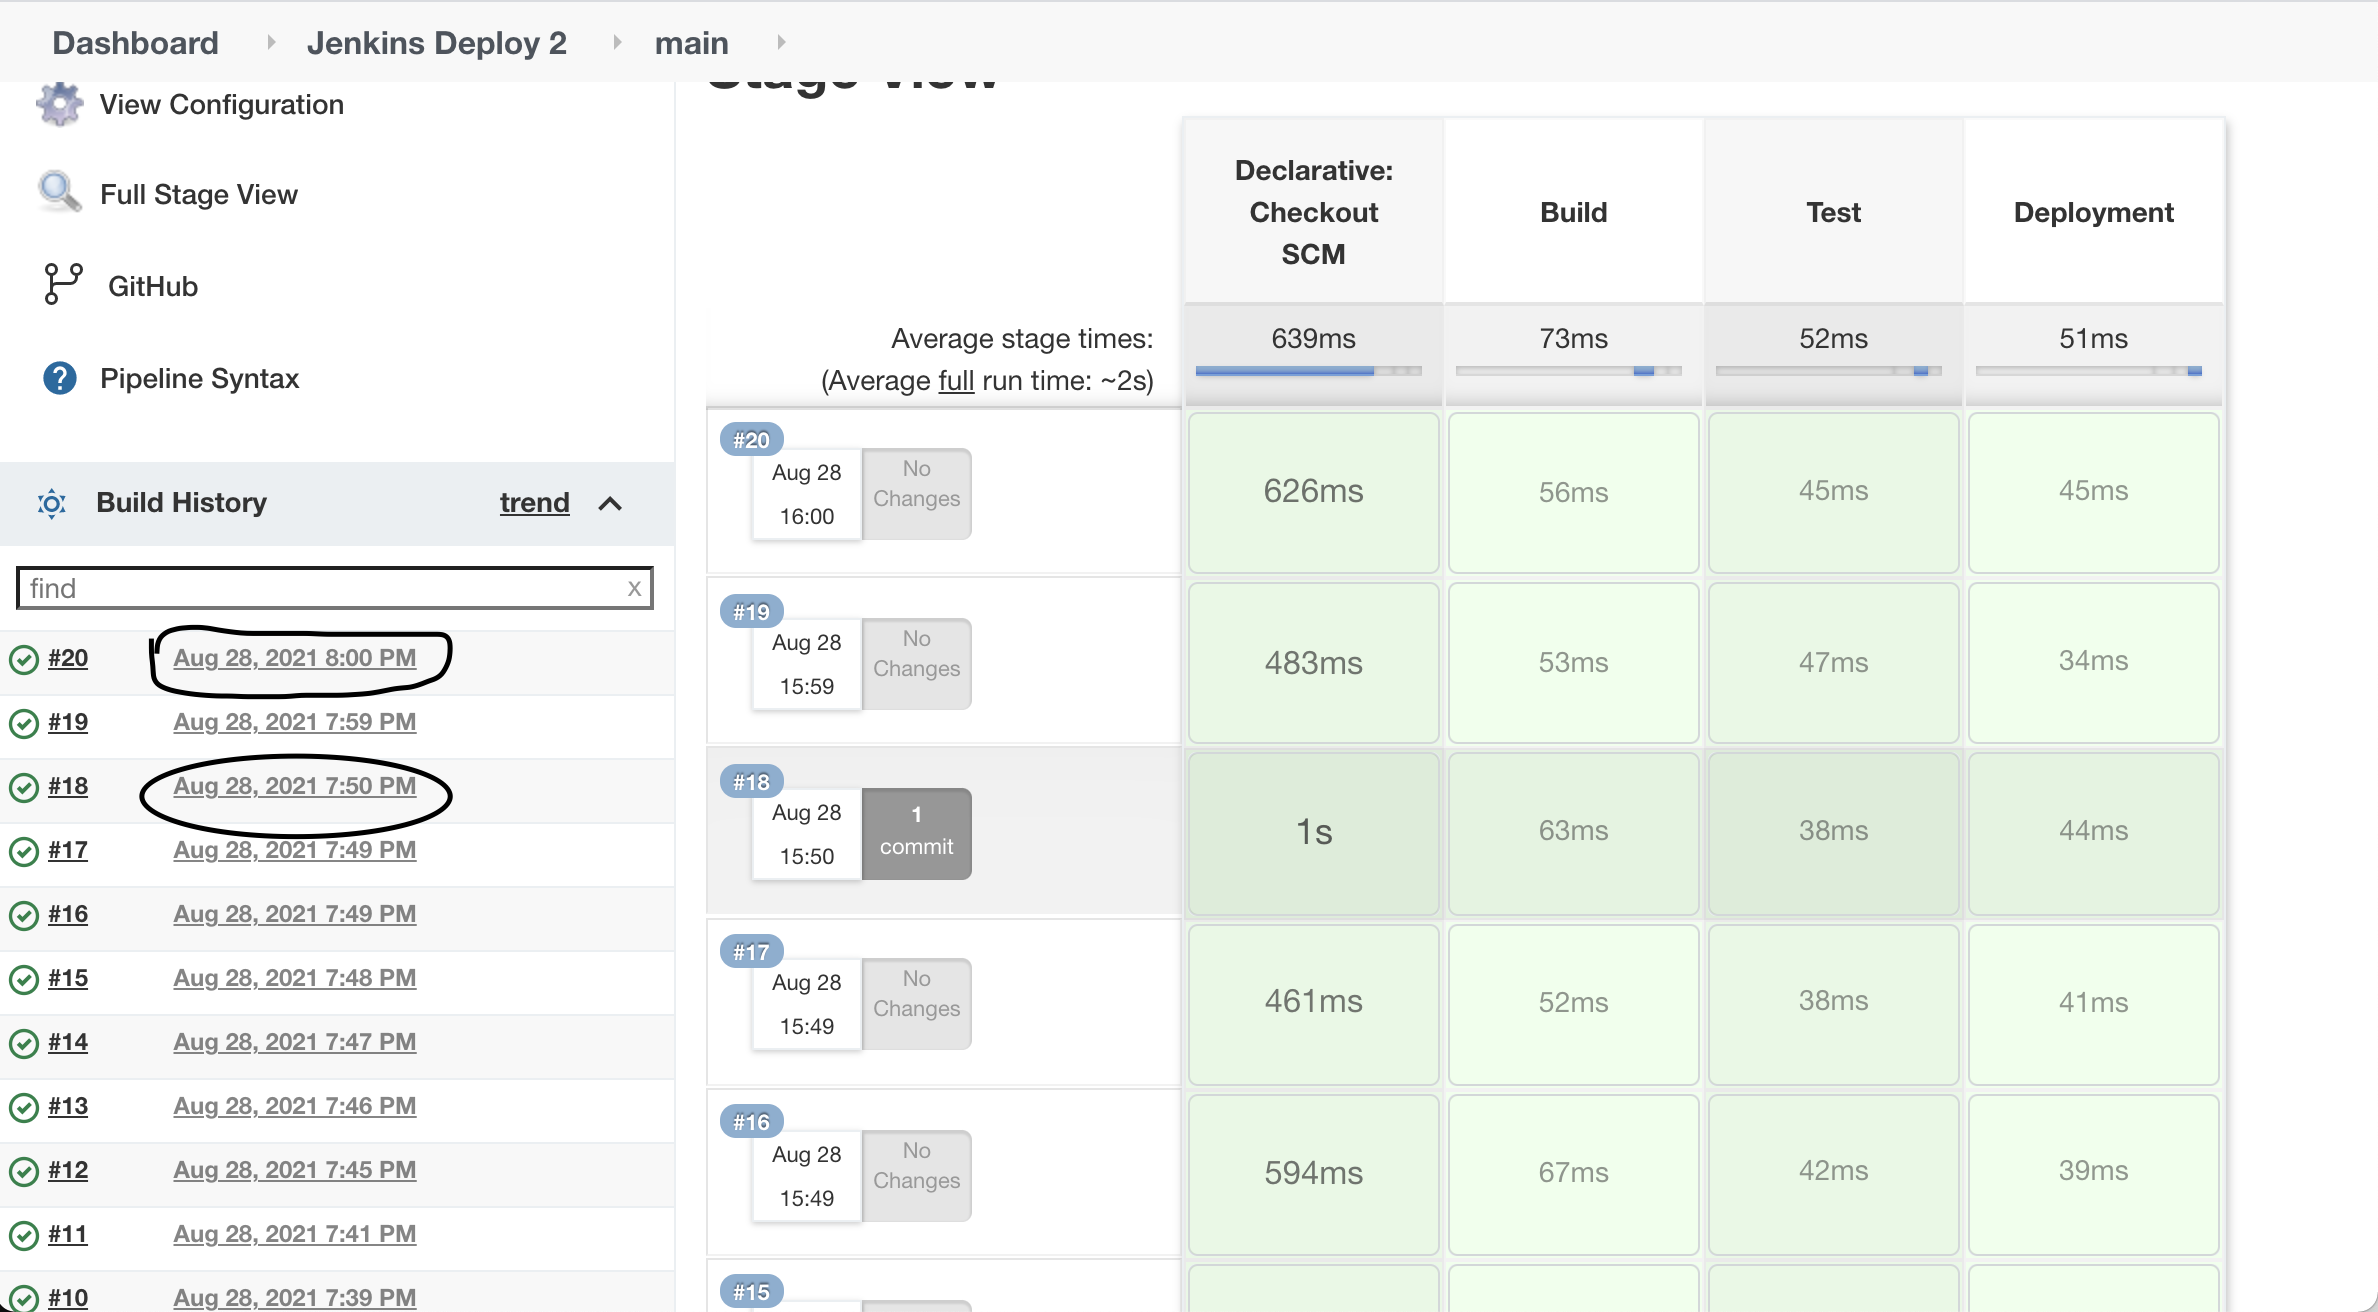 Dashboard Jenkins Deploy 2 main
View Configuration
Full Stage View
GitHub
Pipeline Syntax
Build History trend
find x
#20 Aug 28, 2021 8:00 PM
#19 Aug 28, 2021 7:59 PM
#18 Aug 28, 2021 7:50 PM
#17 Aug 28, 2021 7:49 PM
#16 Aug 28, 2021 7:49 PM
#15 Aug 28, 2021 7:48 PM
#14 Aug 28, 2021 7:47 PM
#13 Aug 28, 2021 7:46 PM
#12 Aug 28, 2021 7:45 PM
#11 Aug 28, 2021 7:41 PM
#10 Aug 28, 2021 7:39 PM
Stage View
Declarative:
Checkout
SCM
Build
Test
Deployment
Average stage times:
(Average full run time: ~2s)
639ms 73ms 52ms 51ms
#20
Aug 28
16:00
No
Changes
626ms 56ms 45ms 45ms
#19
Aug 28
15:59
No
Changes
483ms 53ms 47ms 34ms
#18
Aug 28
15:50
1
commit
1s 63ms 38ms 44ms
#17
Aug 28
15:49
No
Changes
461ms 52ms 38ms 41ms
#16
Aug 28
15:49
No
Changes
594ms 67ms 42ms 39ms
#15